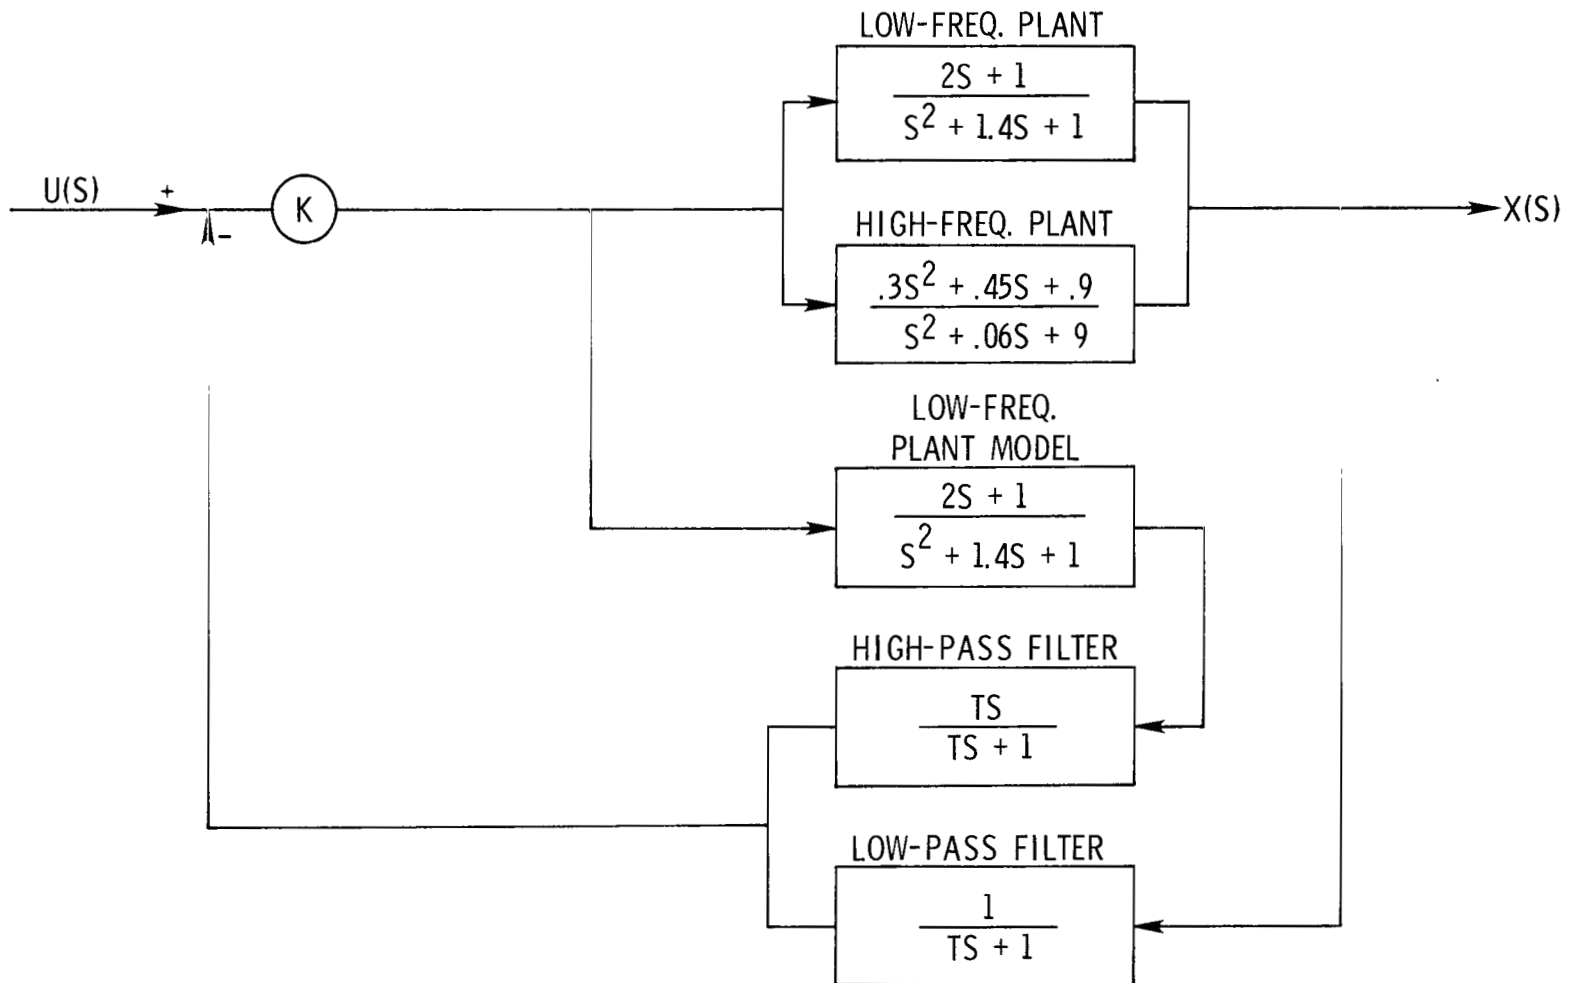 LOW-FREQ. PLANT
2S + 1
S² + 1.4S + 1
U(S) + - K X(S)
HIGH-FREQ. PLANT
.3S² + .45S + .9
S² + .06S + 9
LOW-FREQ.
PLANT MODEL
2S + 1
S² + 1.4S + 1
HIGH-PASS FILTER
TS
TS + 1
LOW-PASS FILTER
1
TS + 1